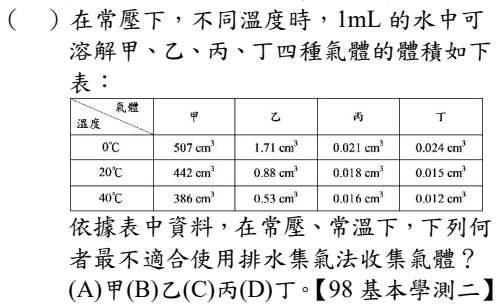 (　)在常壓下，不同溫度時，1mL 的水中可
溶解甲、乙、丙、丁四種氣體的體積如下
表：
氣體
溫度 甲 乙 丙 丁
0℃ 507 cm³ 1.71 cm³ 0.021 cm³ 0.024 cm³
20℃ 442 cm³ 0.88 cm³ 0.018 cm³ 0.015 cm³
40℃ 386 cm³ 0.53 cm³ 0.016 cm³ 0.012 cm³
依據表中資料，在常壓、常溫下，下列何
者最不適合使用排水集氣法收集氣體？
(A)甲(B)乙(C)丙(D)丁。【98 基本學測二】